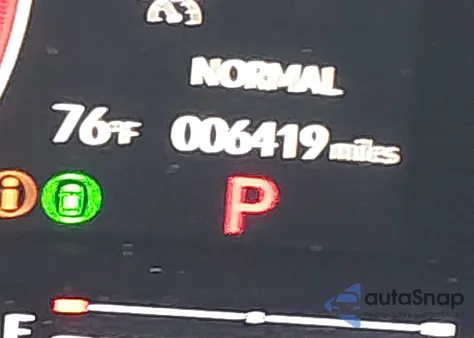 NORMAL
76°F 006419 miles
P
E
autoSnap